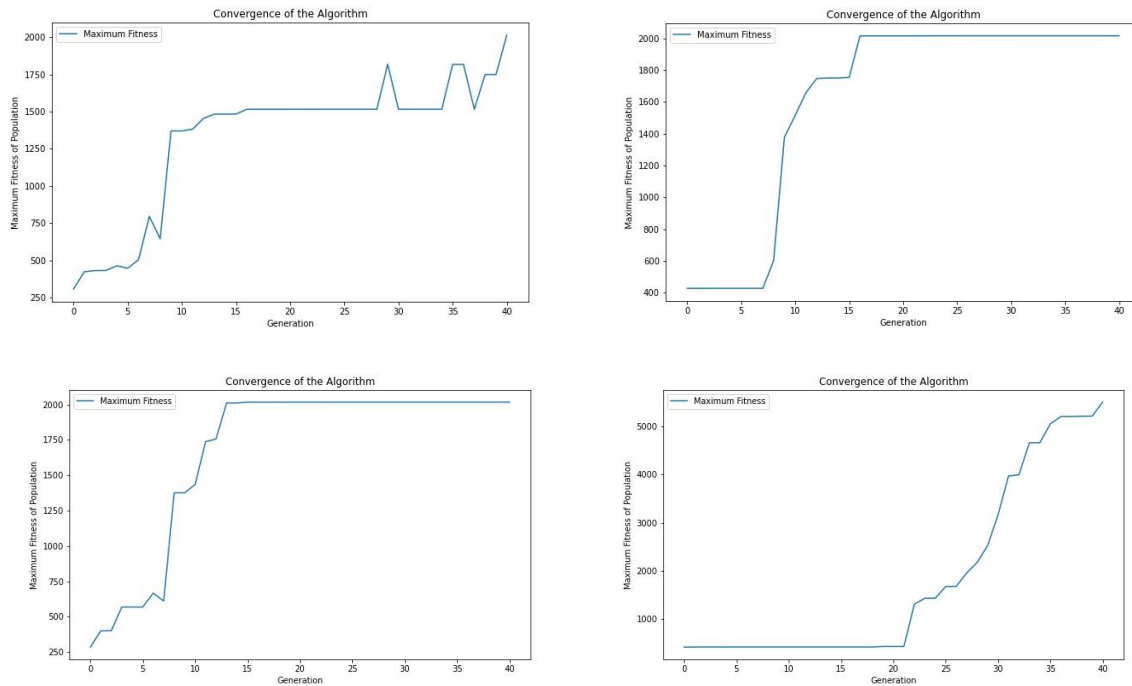 Convergence of the Algorithm
Maximum Fitness
Maximum Fitness of Population
2000
1750
1500
1250
1000
750
500
250
0 5 10 15 20 25 30 35 40
Generation
Convergence of the Algorithm
Maximum Fitness
Maximum Fitness of Population
2000
1800
1600
1400
1200
1000
800
600
400
0 5 10 15 20 25 30 35 40
Generation
Convergence of the Algorithm
Maximum Fitness
Maximum Fitness of Population
2000
1750
1500
1250
1000
750
500
250
0 5 10 15 20 25 30 35 40
Generation
Convergence of the Algorithm
Maximum Fitness
Maximum Fitness of Population
5000
4000
3000
2000
1000
0 5 10 15 20 25 30 35 40
Generation